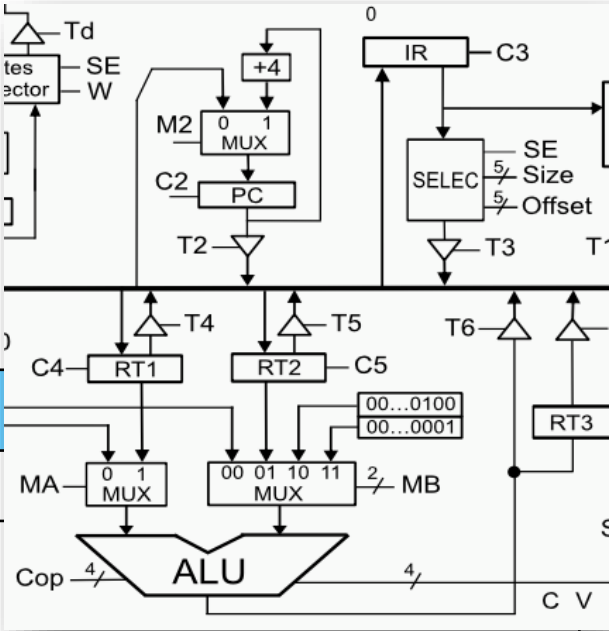 0
Td
IR
C3
tes
ector
SE
W
+4
M2
0 1
MUX
SELEC
SE
5
Size
5
Offset
C2
PC
T2
T3
T1
T4
T5
T6
C4
RT1
RT2
C5
00...0100
00...0001
RT3
MA
0 1
MUX
00 01 10 11
MUX
2
MB
Cop
4
ALU
4
C V